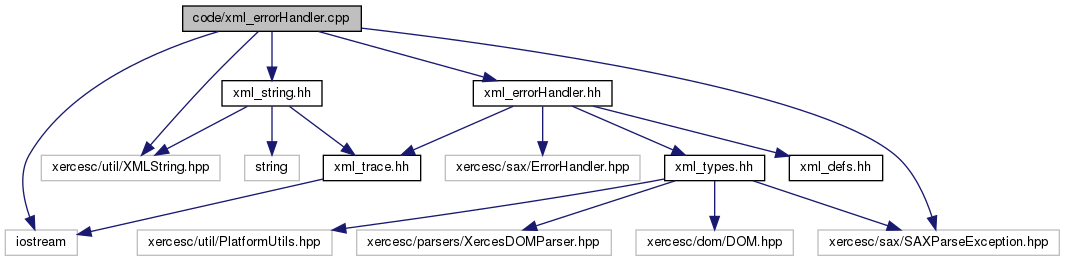 code/xml_errorHandler.cpp
xml_string.hh
xml_errorHandler.hh
xercesc/util/XMLString.hpp
string
xml_trace.hh
xercesc/sax/ErrorHandler.hpp
xml_types.hh
xml_defs.hh
iostream
xercesc/util/PlatformUtils.hpp
xercesc/parsers/XercesDOMParser.hpp
xercesc/dom/DOM.hpp
xercesc/sax/SAXParseException.hpp